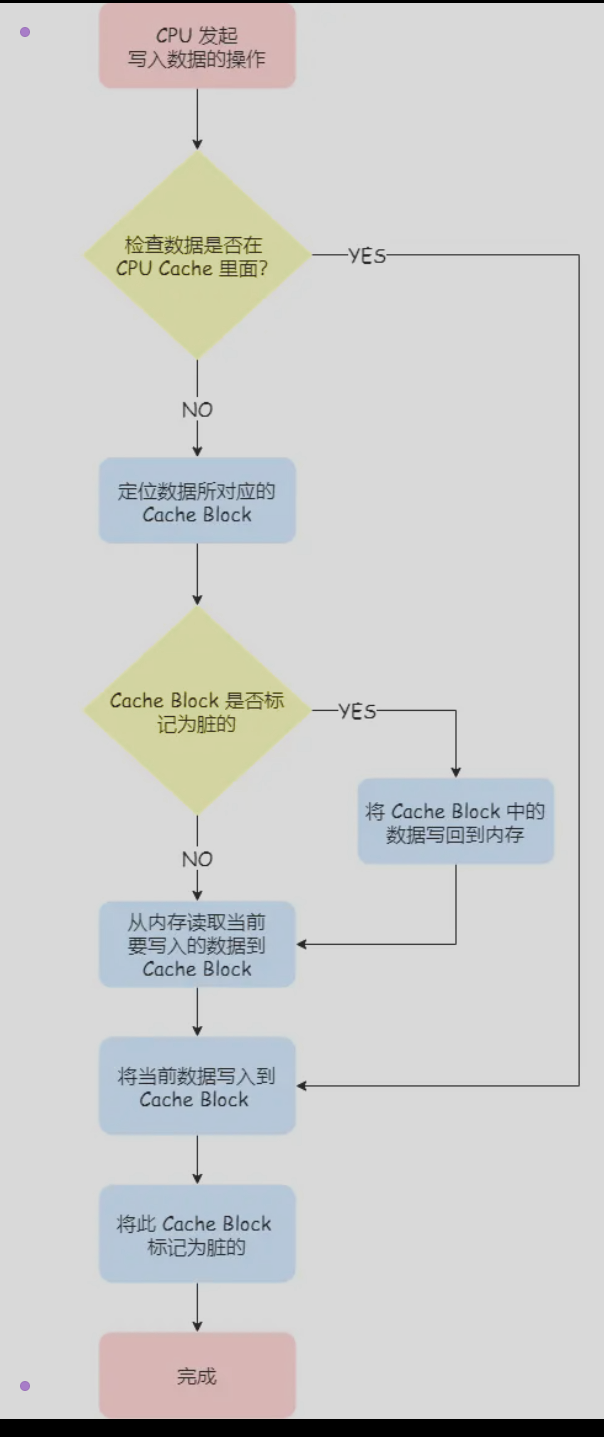 CPU 发起
写入数据的操作
检查数据是否在
CPU Cache 里面？
YES
NO
定位数据所对应的
Cache Block
Cache Block 是否标
记为脏的
YES
将 Cache Block 中的
数据写回到内存
NO
从内存读取当前
要写入的数据到
Cache Block
将当前数据写入到
Cache Block
将此 Cache Block
标记为脏的
完成